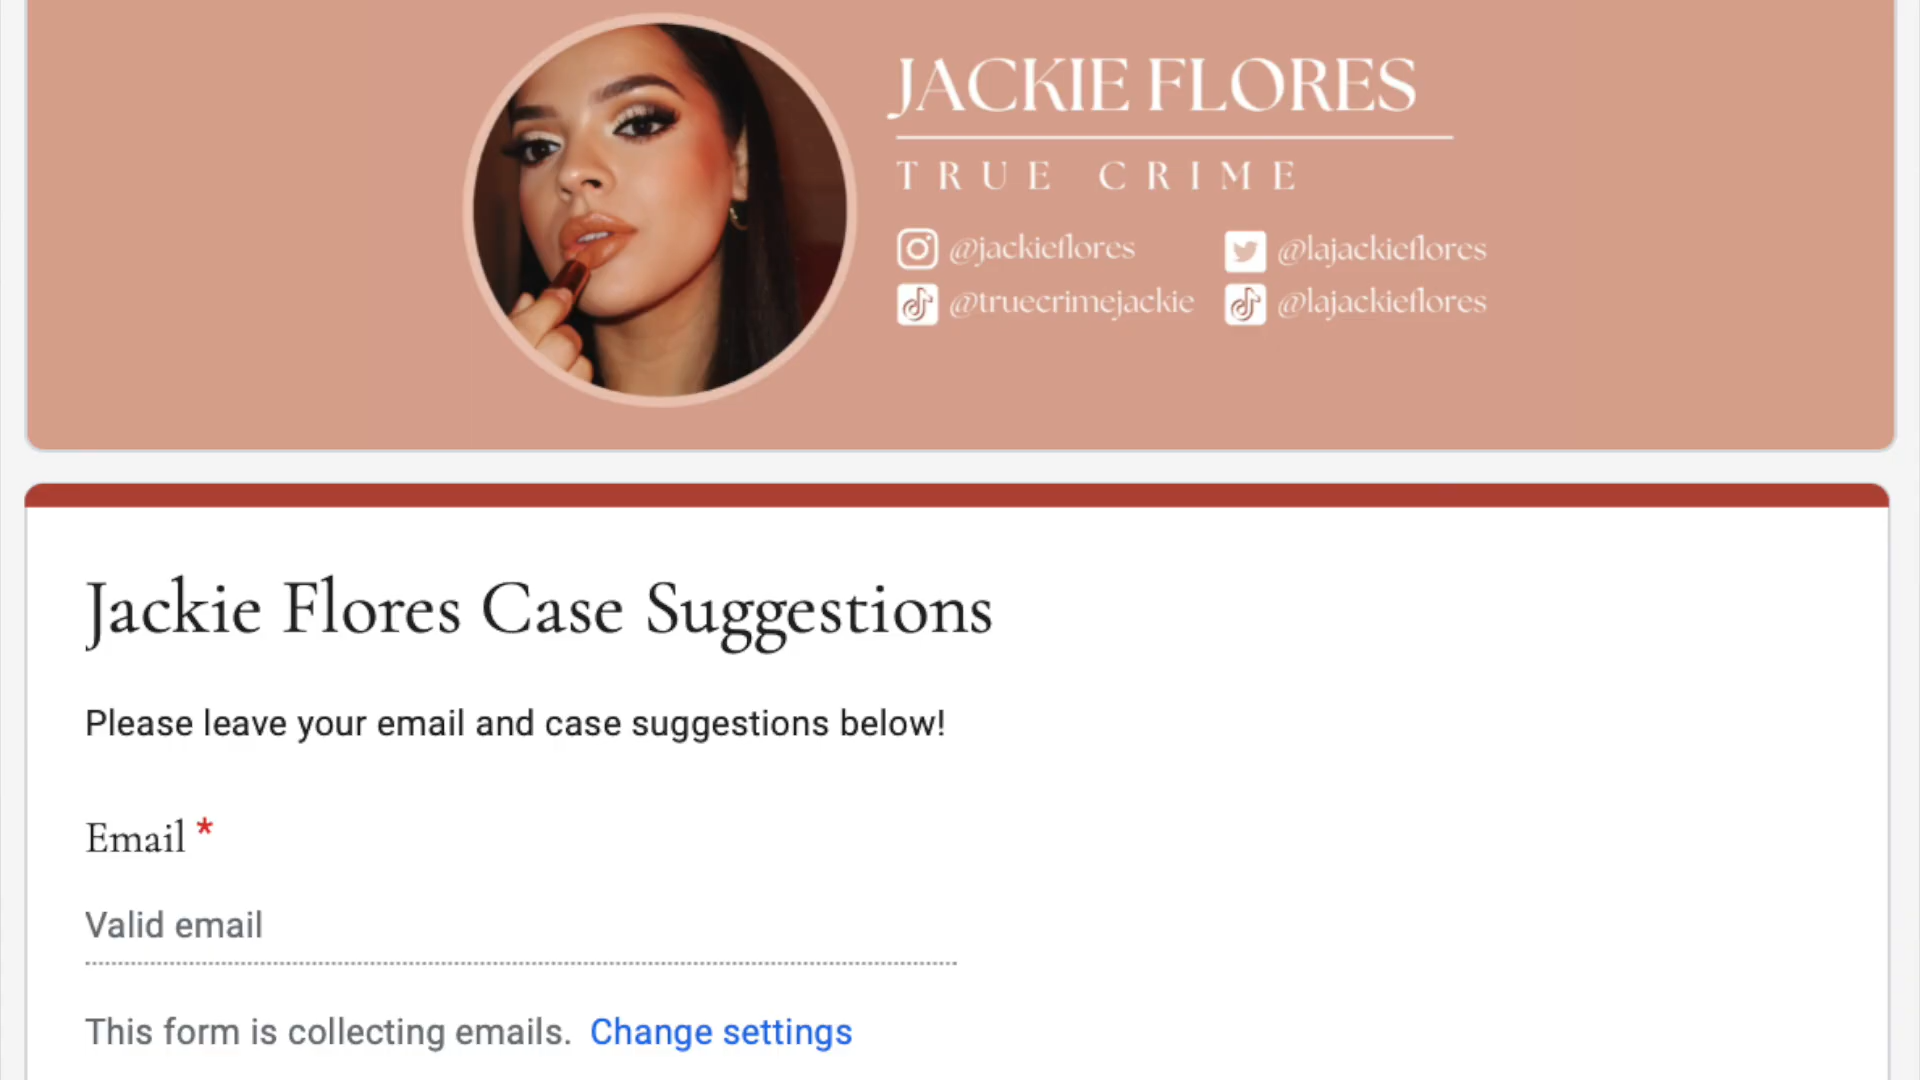 JACKIE FLORES
TRUE CRIME
@jackieflores @lajackieflores
@truecrimejackie @lajackieflores
Jackie Flores Case Suggestions
Please leave your email and case suggestions below!
Email *
Valid email
This form is collecting emails. Change settings